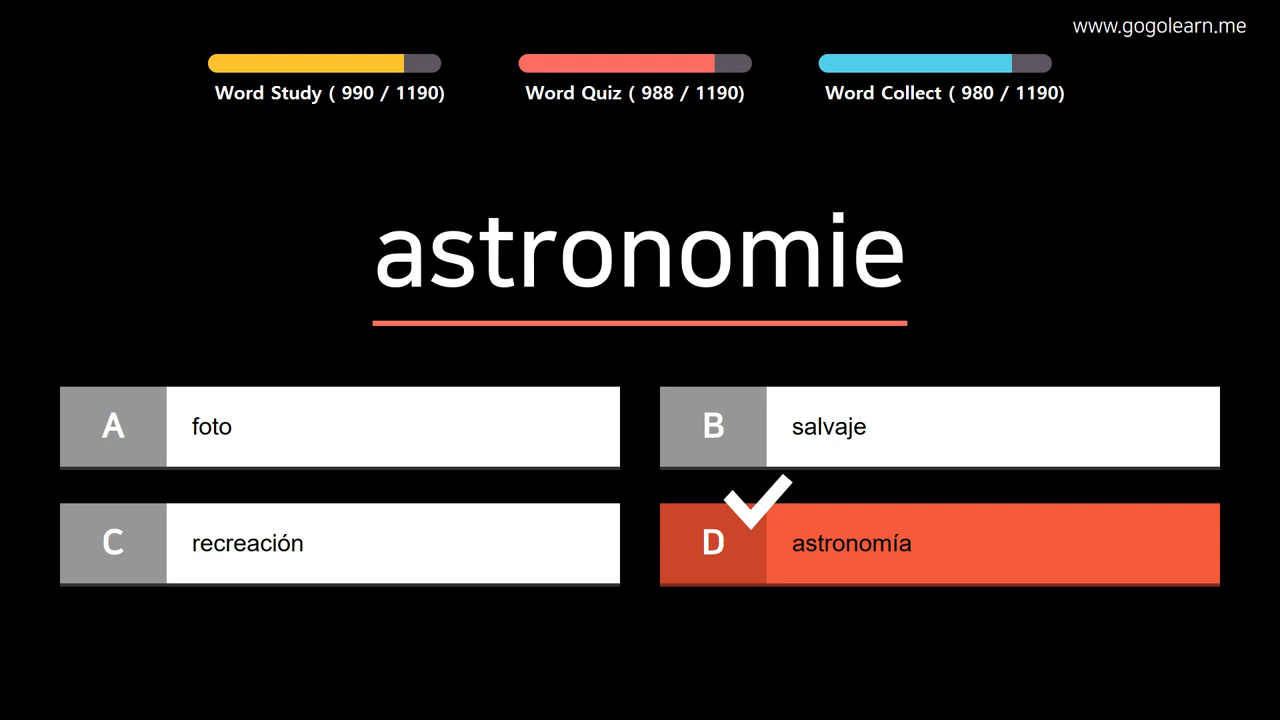 www.gogolearn.me
Word Study ( 990 / 1190)
Word Quiz ( 988 / 1190)
Word Collect ( 980 / 1190)
astronomie
A
foto
B
salvaje
C
recreación
D
astronomía